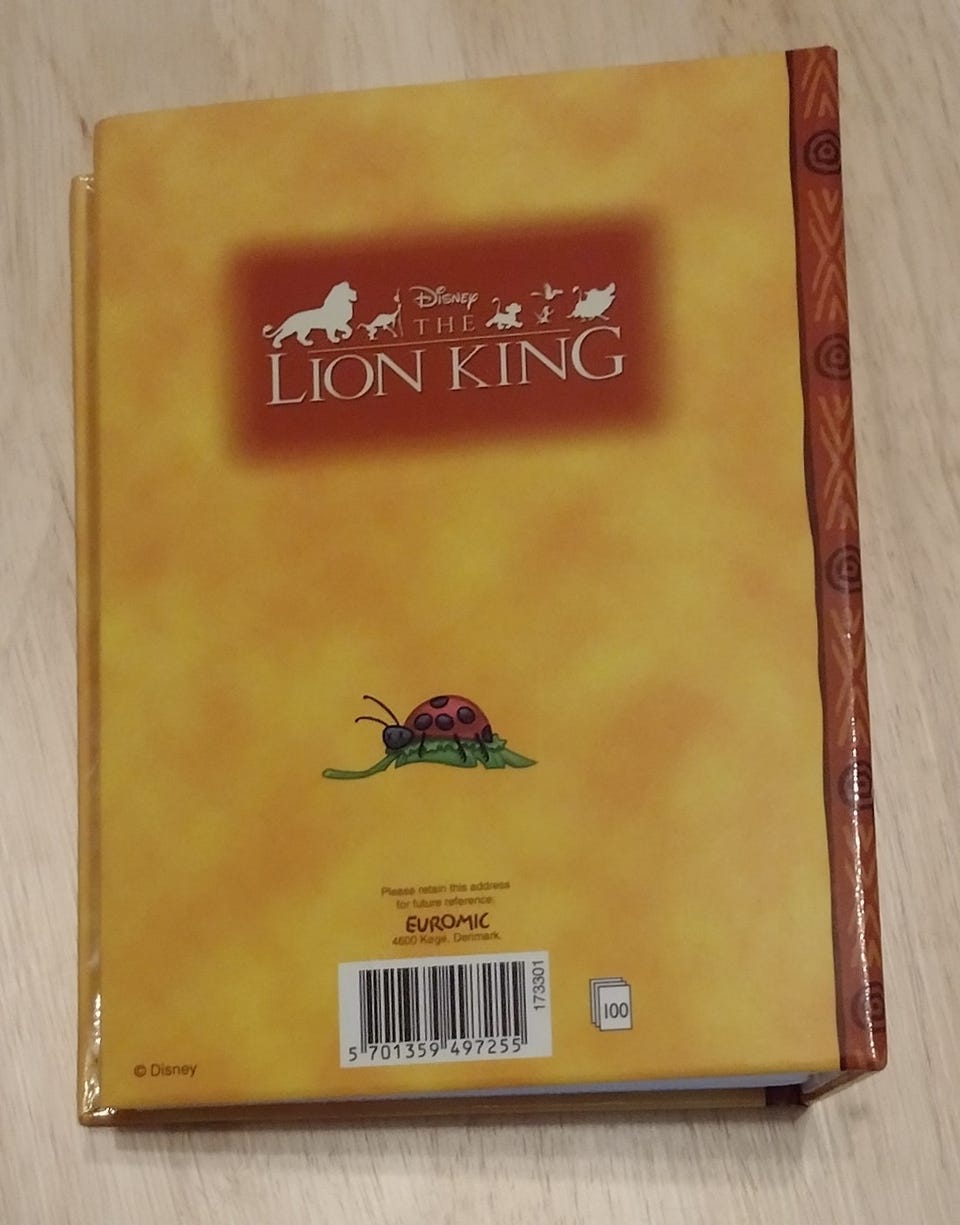 Disney
THE
LION KING
Please retain this address
for future reference:
EUROMIC
4600 Køge, Denmark.
173301
5 701359 497255
100
© Disney